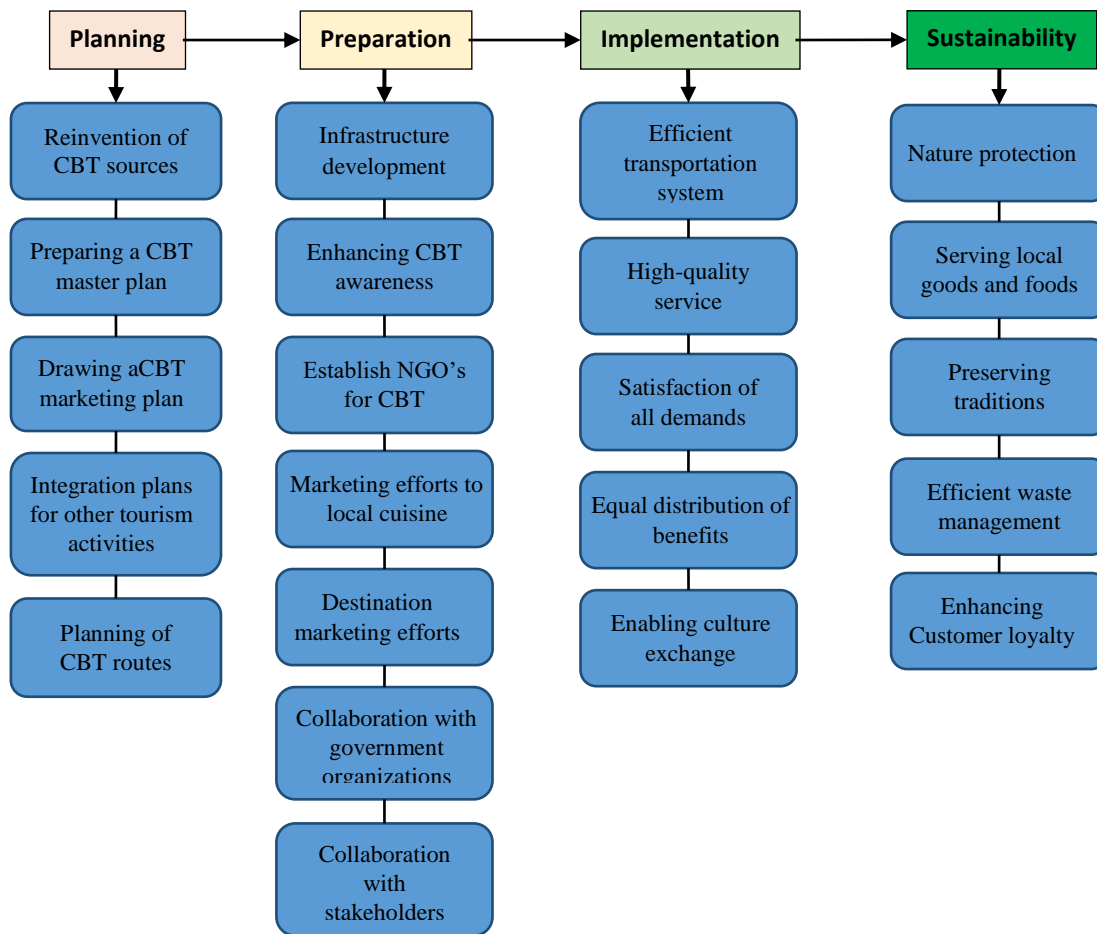 Planning
Preparation
Implementation
Sustainability
Reinvention of
CBT sources
Preparing a CBT
master plan
Drawing aCBT
marketing plan
Integration plans
for other tourism
activities
Planning of
CBT routes
Infrastructure
development
Enhancing CBT
awareness
Establish NGO’s
for CBT
Marketing efforts to
local cuisine
Destination
marketing efforts
Collaboration with
government
organizations
Collaboration
with
stakeholders
Efficient
transportation
system
High-quality
service
Satisfaction of
all demands
Equal distribution of
benefits
Enabling culture
exchange
Nature protection
Serving local
goods and foods
Preserving
traditions
Efficient waste
management
Enhancing
Customer loyalty